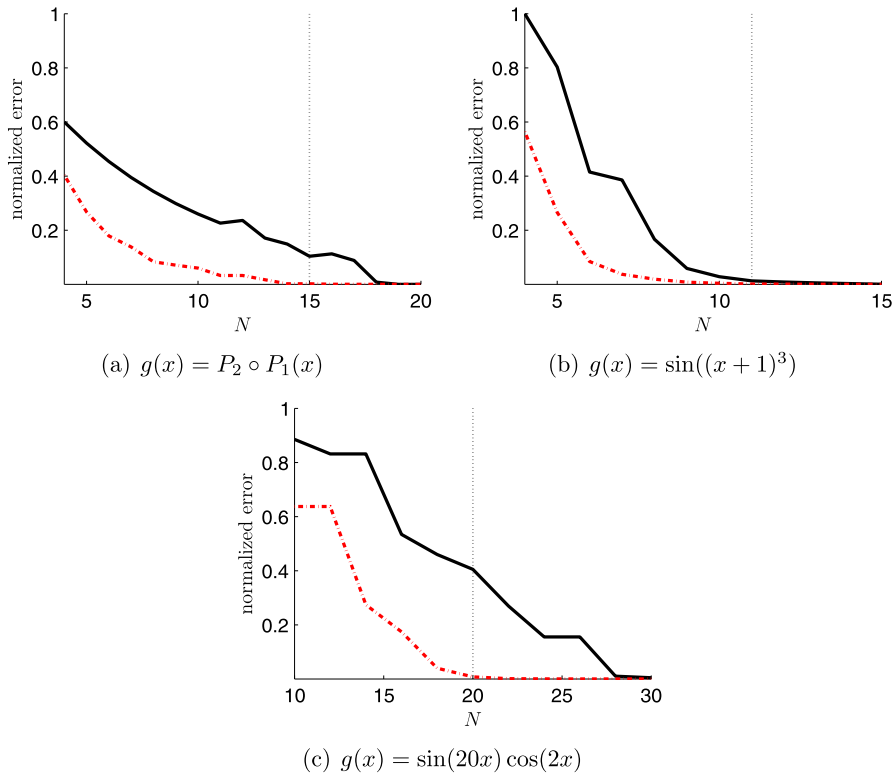 1
0.8
0.6
0.4
0.2
normalized error
5 10 15 20
N
(a) g(x) = P₂ ∘ P₁(x)
1
0.8
0.6
0.4
0.2
normalized error
5 10 15
N
(b) g(x) = sin((x + 1)³)
1
0.8
0.6
0.4
0.2
normalized error
10 15 20 25 30
N
(c) g(x) = sin(20x) cos(2x)